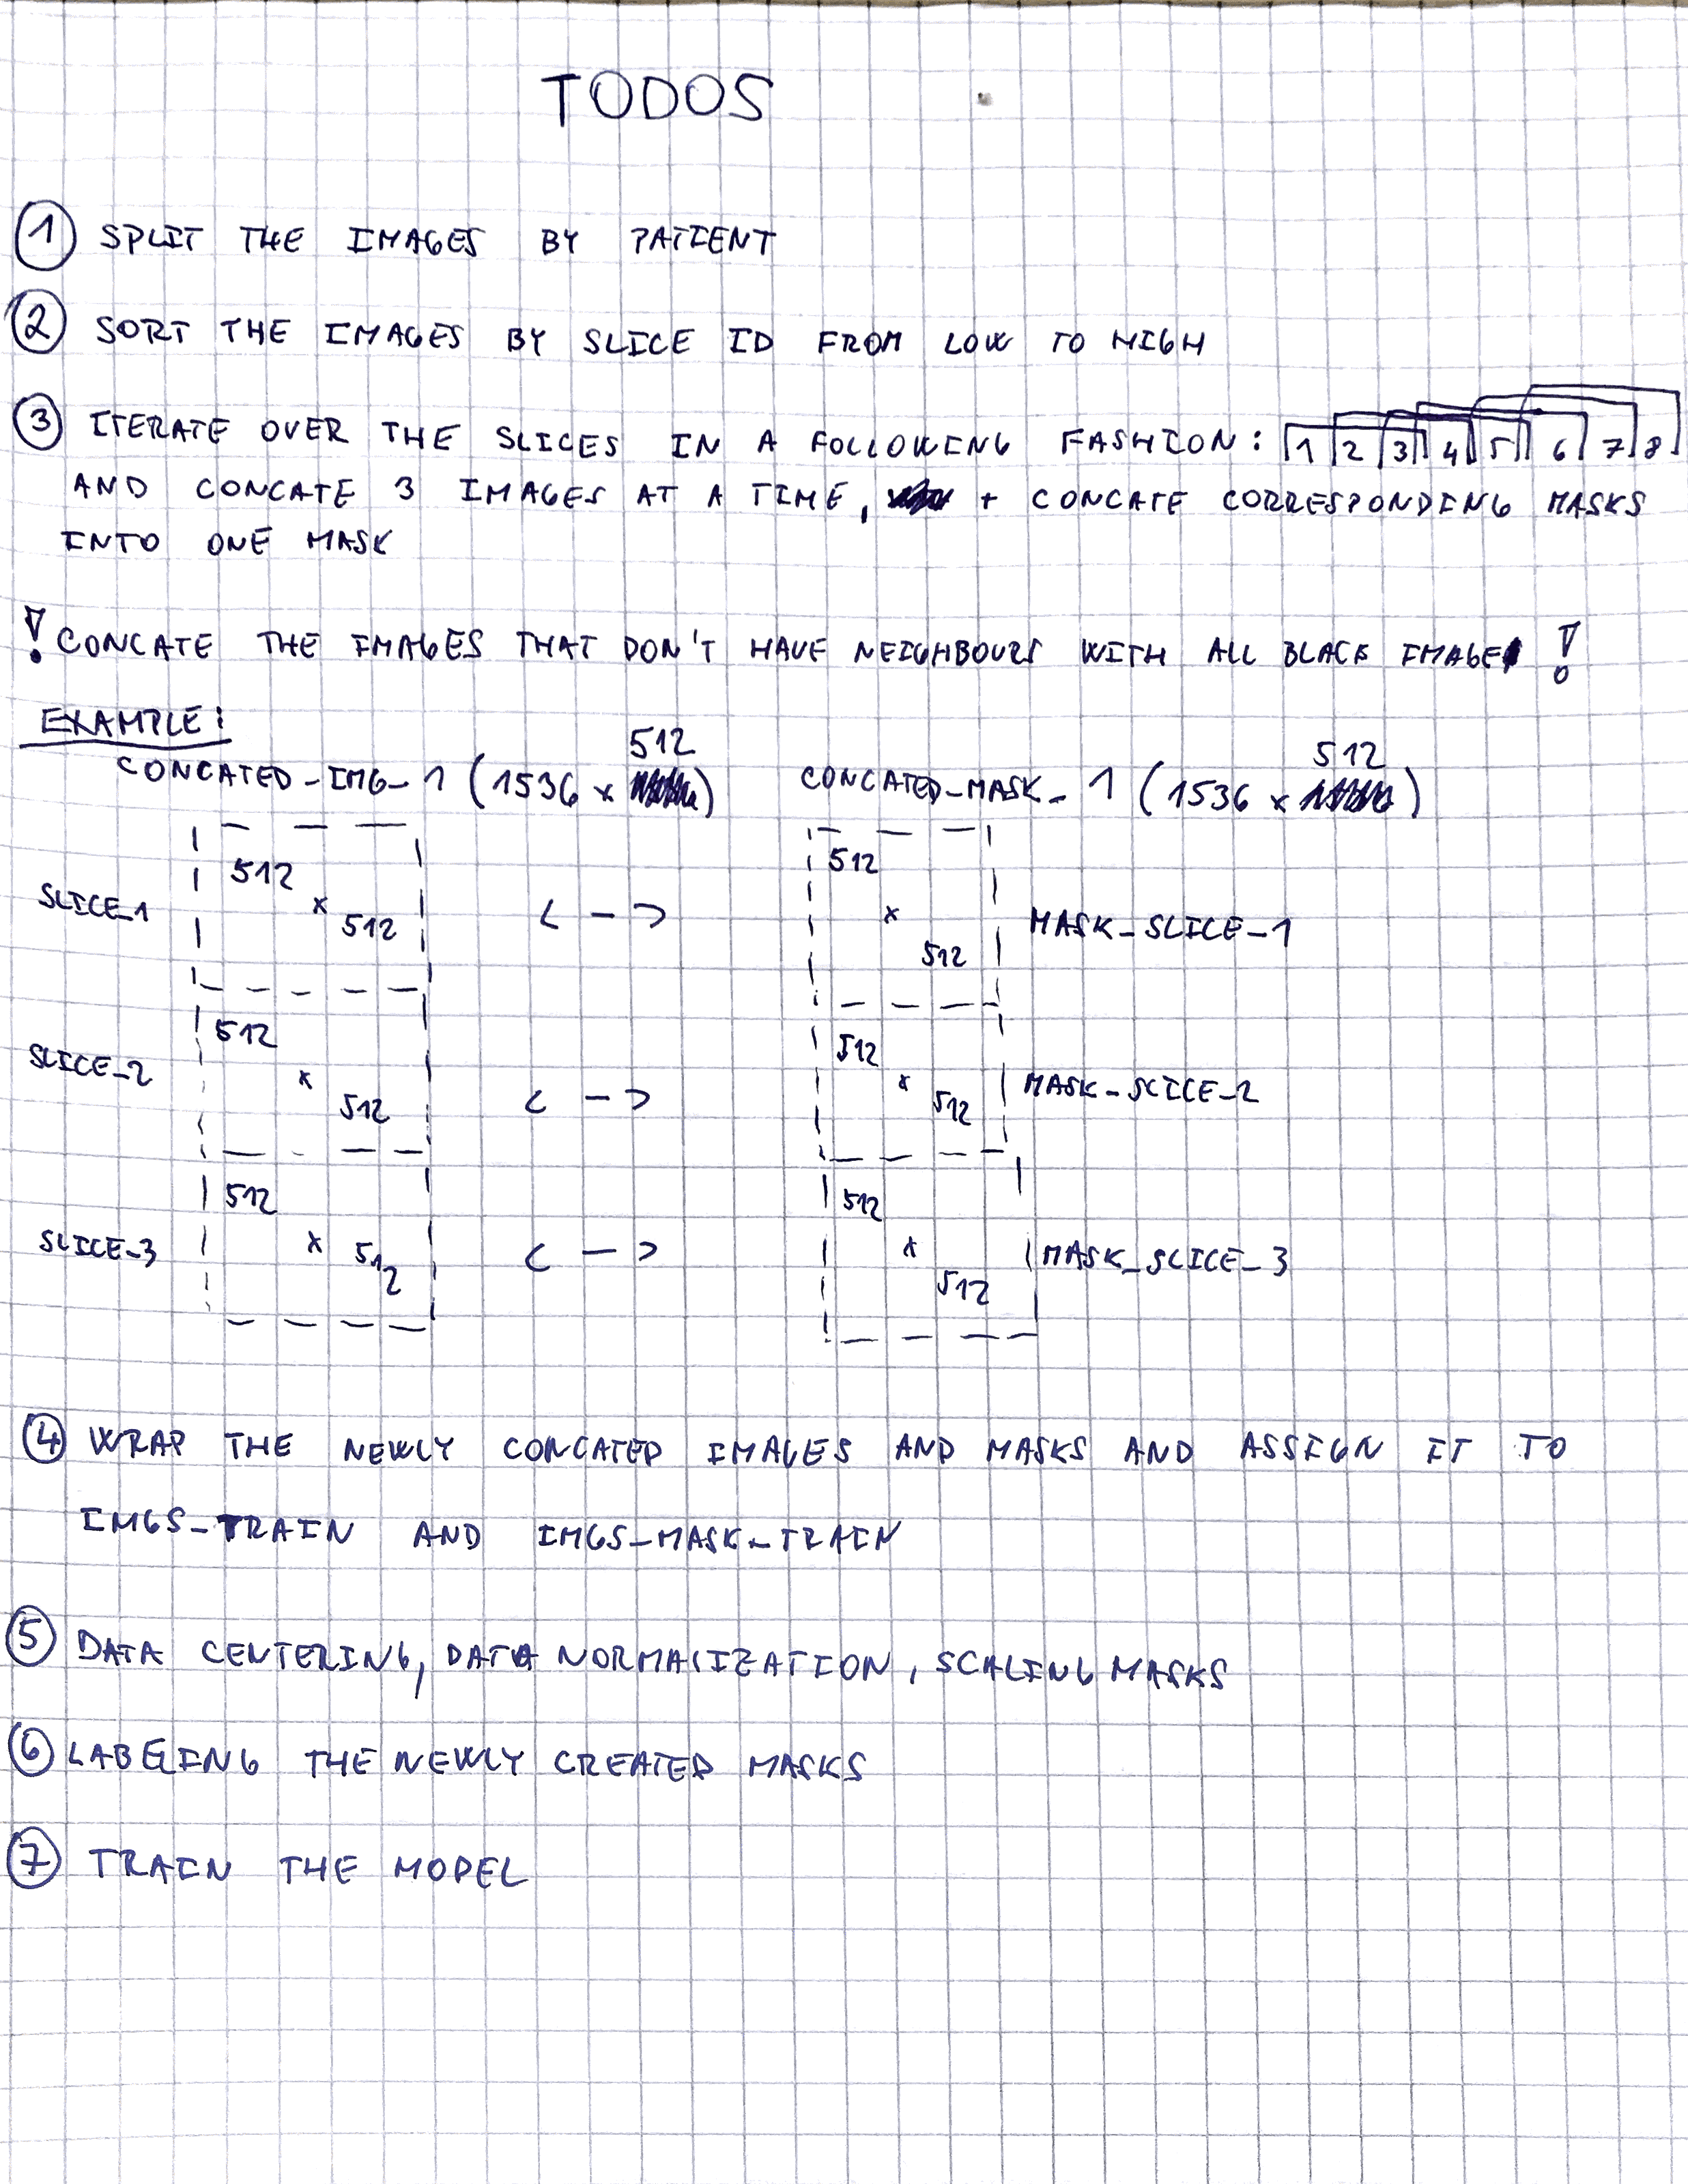 TODOS
1 SPLIT THE IMAGES BY PATIENT
2 SORT THE IMAGES BY SLICE ID FROM LOW TO HIGH
3 ITERATE OVER THE SLICES IN A FOLLOWING FASHION: 1 2 3 4 5 6 7 8
AND CONCATE 3 IMAGES AT A TIME, + CONCATE CORRESPONDING MASKS
INTO ONE MASK
! CONCATE THE IMAGES THAT DON'T HAVE NEIGHBOURS WITH ALL BLACK IMAGE !
EXAMPLE:
CONCATED_IMG_1 (1536 x 512)
CONCATED_MASK_1 (1536 x 512)
SLICE_1 512 x 512 <-> 512 x 512 MASK_SLICE_1
SLICE_2 512 x 512 <-> 512 x 512 MASK_SLICE_2
SLICE_3 512 x 512 <-> 512 x 512 MASK_SLICE_3
4 WRAP THE NEWLY CONCATED IMAGES AND MASKS AND ASSIGN IT TO
IMGS_TRAIN AND IMGS_MASK_TRAIN
5 DATA CENTERING, DATA NORMALIZATION, SCALING MASKS
6 LABELING THE NEWLY CREATED MASKS
7 TRAIN THE MODEL